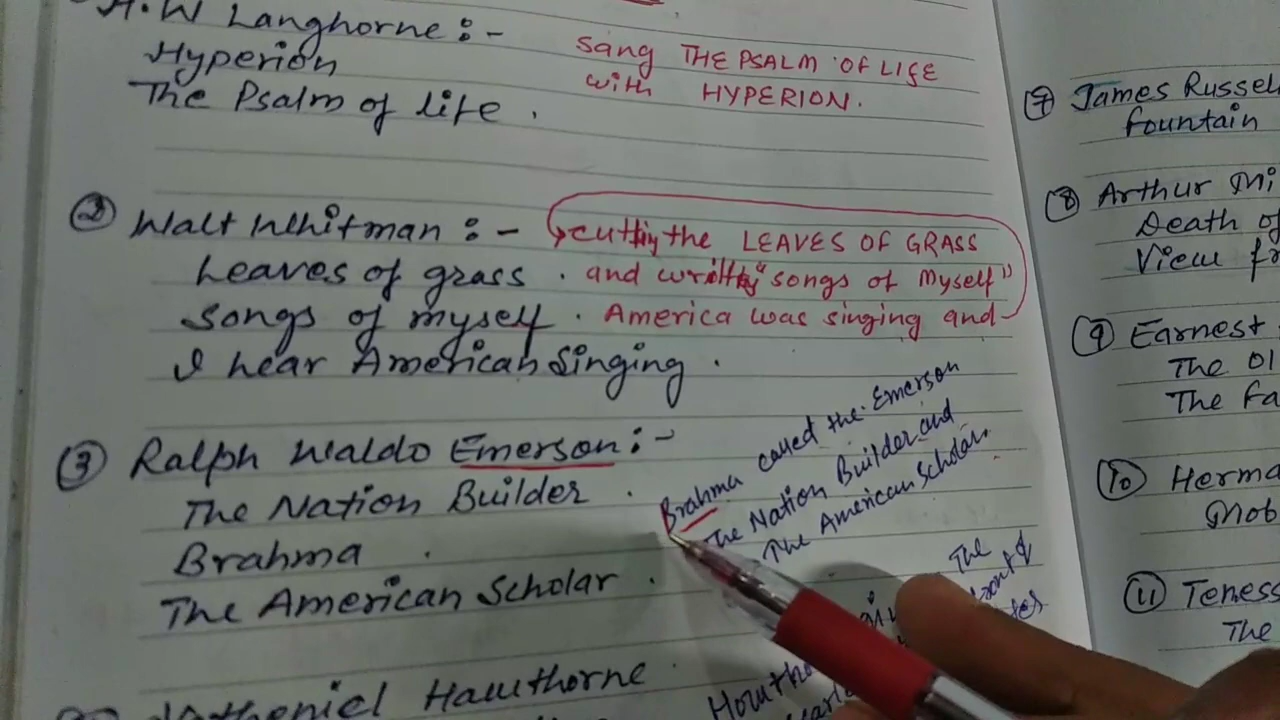 H.W Langhorne :-
Hyperion
The Psalm of life .
sang THE PSALM OF LIFE
with HYPERION.
② Walt Whitman :-
Leaves of grass .
songs of myself .
I hear American Singing .
cutting the LEAVES OF GRASS
and writing "songs of Myself"
America was singing and
③ Ralph Waldo Emerson :-
The Nation Builder .
Brahma .
The American Scholar .
Brahma called the Emerson
The Nation Builder and
The American Scholar.
Hawthorne
The
⑦ James Russel
fountain
⑧ Arthur Mi
Death of
View fr
⑨ Earnest
The Ol
The Fa
⑩ Herma
Mob
⑪ Teness
The